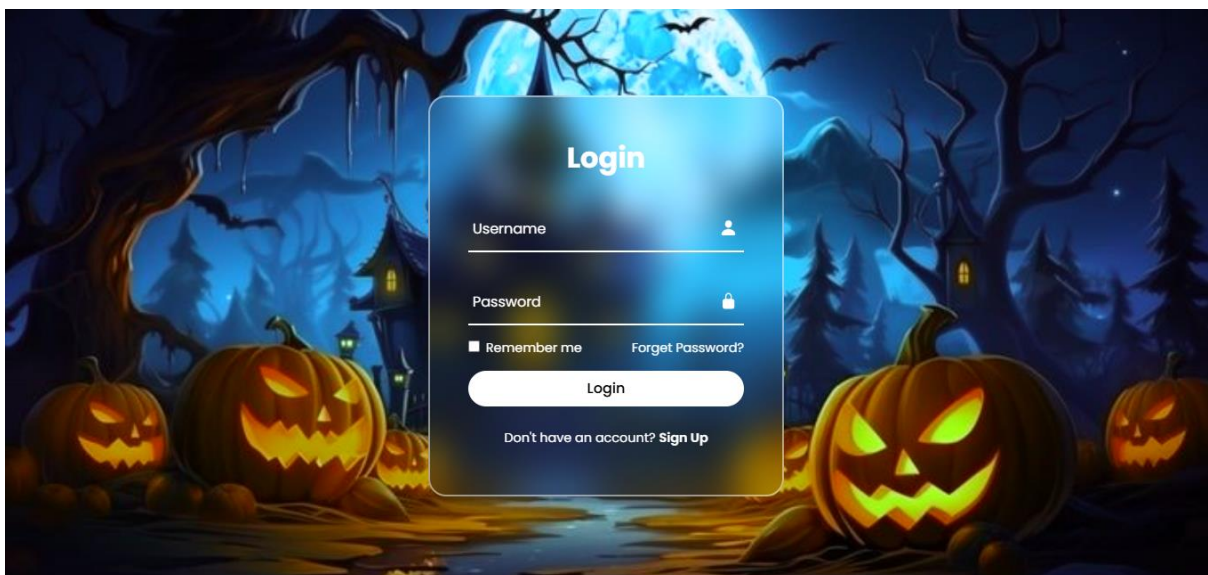 Login
Username
Password
Remember me Forget Password?
Login
Don't have an account? Sign Up